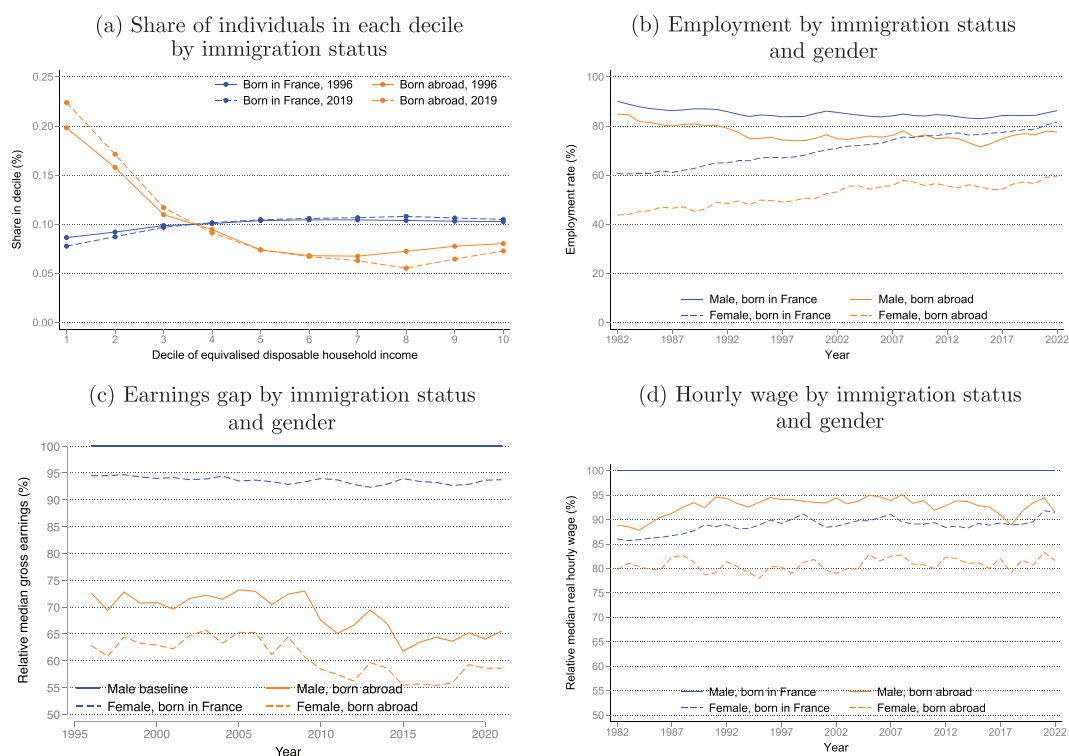 (a) Share of individuals in each decile
by immigration status
0.25
0.20
0.15
0.10
0.05
0.00
Share in decile (%)
Born in France, 1996
Born abroad, 1996
Born in France, 2019
Born abroad, 2019
1 2 3 4 5 6 7 8 9 10
Decile of equivalised disposable household income
(b) Employment by immigration status
and gender
100
80
60
40
20
0
Employment rate (%)
Male, born in France
Male, born abroad
Female, born in France
Female, born abroad
1982 1987 1992 1997 2002 2007 2012 2017 2022
Year
(c) Earnings gap by immigration status
and gender
100
95
90
85
80
75
70
65
60
55
50
Relative median gross earnings (%)
Male baseline
Male, born abroad
Female, born in France
Female, born abroad
1995 2000 2005 2010 2015 2020
Year
(d) Hourly wage by immigration status
and gender
100
95
90
85
80
75
70
65
60
55
50
Relative median real hourly wage (%)
Male, born in France
Male, born abroad
Female, born in France
Female, born abroad
1982 1987 1992 1997 2002 2007 2012 2017 2022
Year